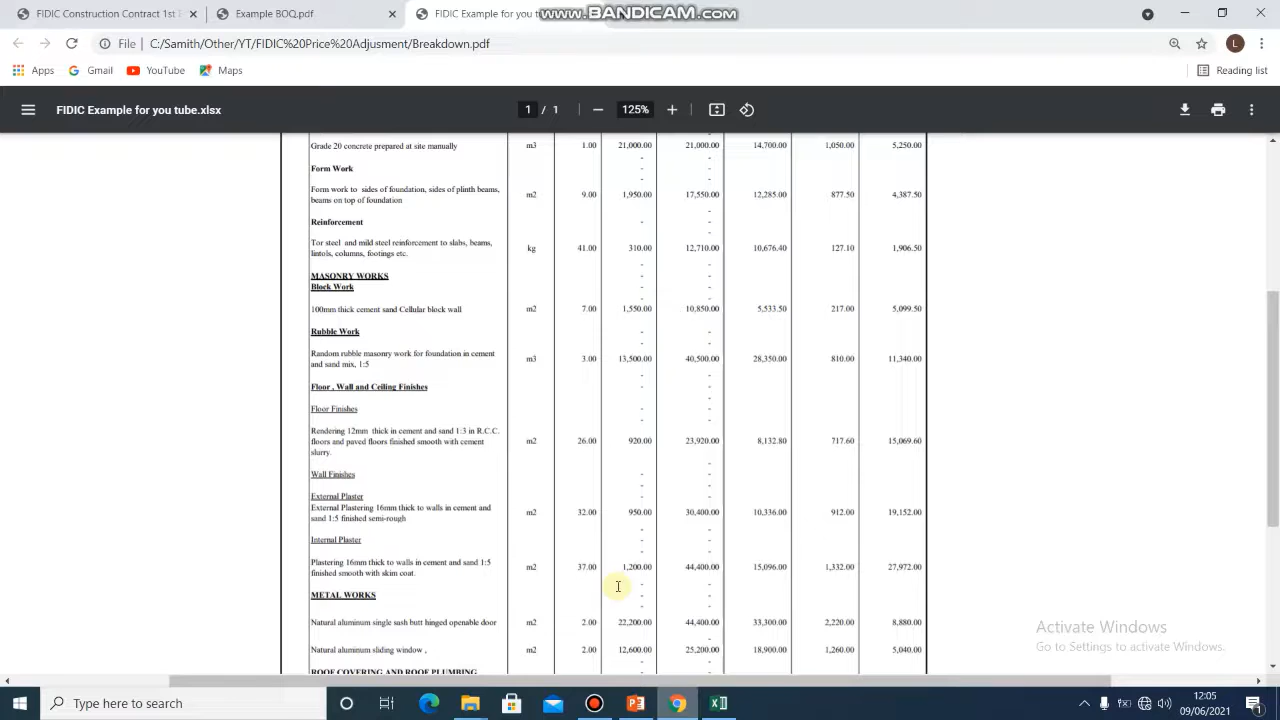 FIDIC Construction Contract 1st
Example BOQ.pdf
FIDIC Example for you t
WWW.BANDICAM.COM
File C:/Samith/Other/YT/FIDIC%20Part/Adjustment.pdf
Apps Gmail YouTube Maps Reading list
FIDIC Example for you tube.xlsx 1 / 1 125%
Grade 20 concrete prepared at site manually m3 1.00 21,000.00 21,000.00 14,700.00 1,050.00 5,250.00
Form Work
Form work to sides of foundation, sides of plinth beams,
beams on top of foundation m2 9.00 1,950.00 17,550.00 12,285.00 877.50 4,387.50
Reinforcement
Tor steel and mild steel reinforcement to slabs, beams,
lintols, columns, footings etc. kg 41.00 310.00 12,710.00 10,676.40 127.10 1,906.50
MASONRY WORKS
Block Work
100mm thick cement sand Cellular block wall m2 7.00 1,550.00 10,850.00 5,533.50 217.00 5,099.50
Rubble Work
Random rubble masonry work for foundation in cement
and sand mix, 1:5 m3 3.00 13,500.00 40,500.00 28,350.00 810.00 11,340.00
Floor , Wall and Ceiling Finishes
Floor Finishes
Rendering 12mm thick in cement and sand 1:3 in R.C.C.
floors and paved floors finished smooth with cement m2 26.00 920.00 23,920.00 8,132.80 717.60 15,069.60
slurry.
Wall Finishes
External Plaster
External Plastering 16mm thick to walls in cement and
sand 1:5 finished semi-rough m2 32.00 950.00 30,400.00 10,336.00 912.00 19,152.00
Internal Plaster
Plastering 16mm thick to walls in cement and sand 1:5
finished smooth with skim coat. m2 37.00 1,200.00 44,400.00 15,096.00 1,332.00 27,972.00
METAL WORKS
Natural aluminum single sash butt hinged openable door m2 2.00 22,200.00 44,400.00 33,300.00 2,220.00 8,880.00
Natural aluminum sliding window , m2 2.00 12,600.00 25,200.00 18,900.00 1,260.00 5,040.00
ROOF COVERING AND ROOF PLUMBING
Activate Windows
Go to Settings to activate Windows.
Type here to search
12:05
09/06/2021